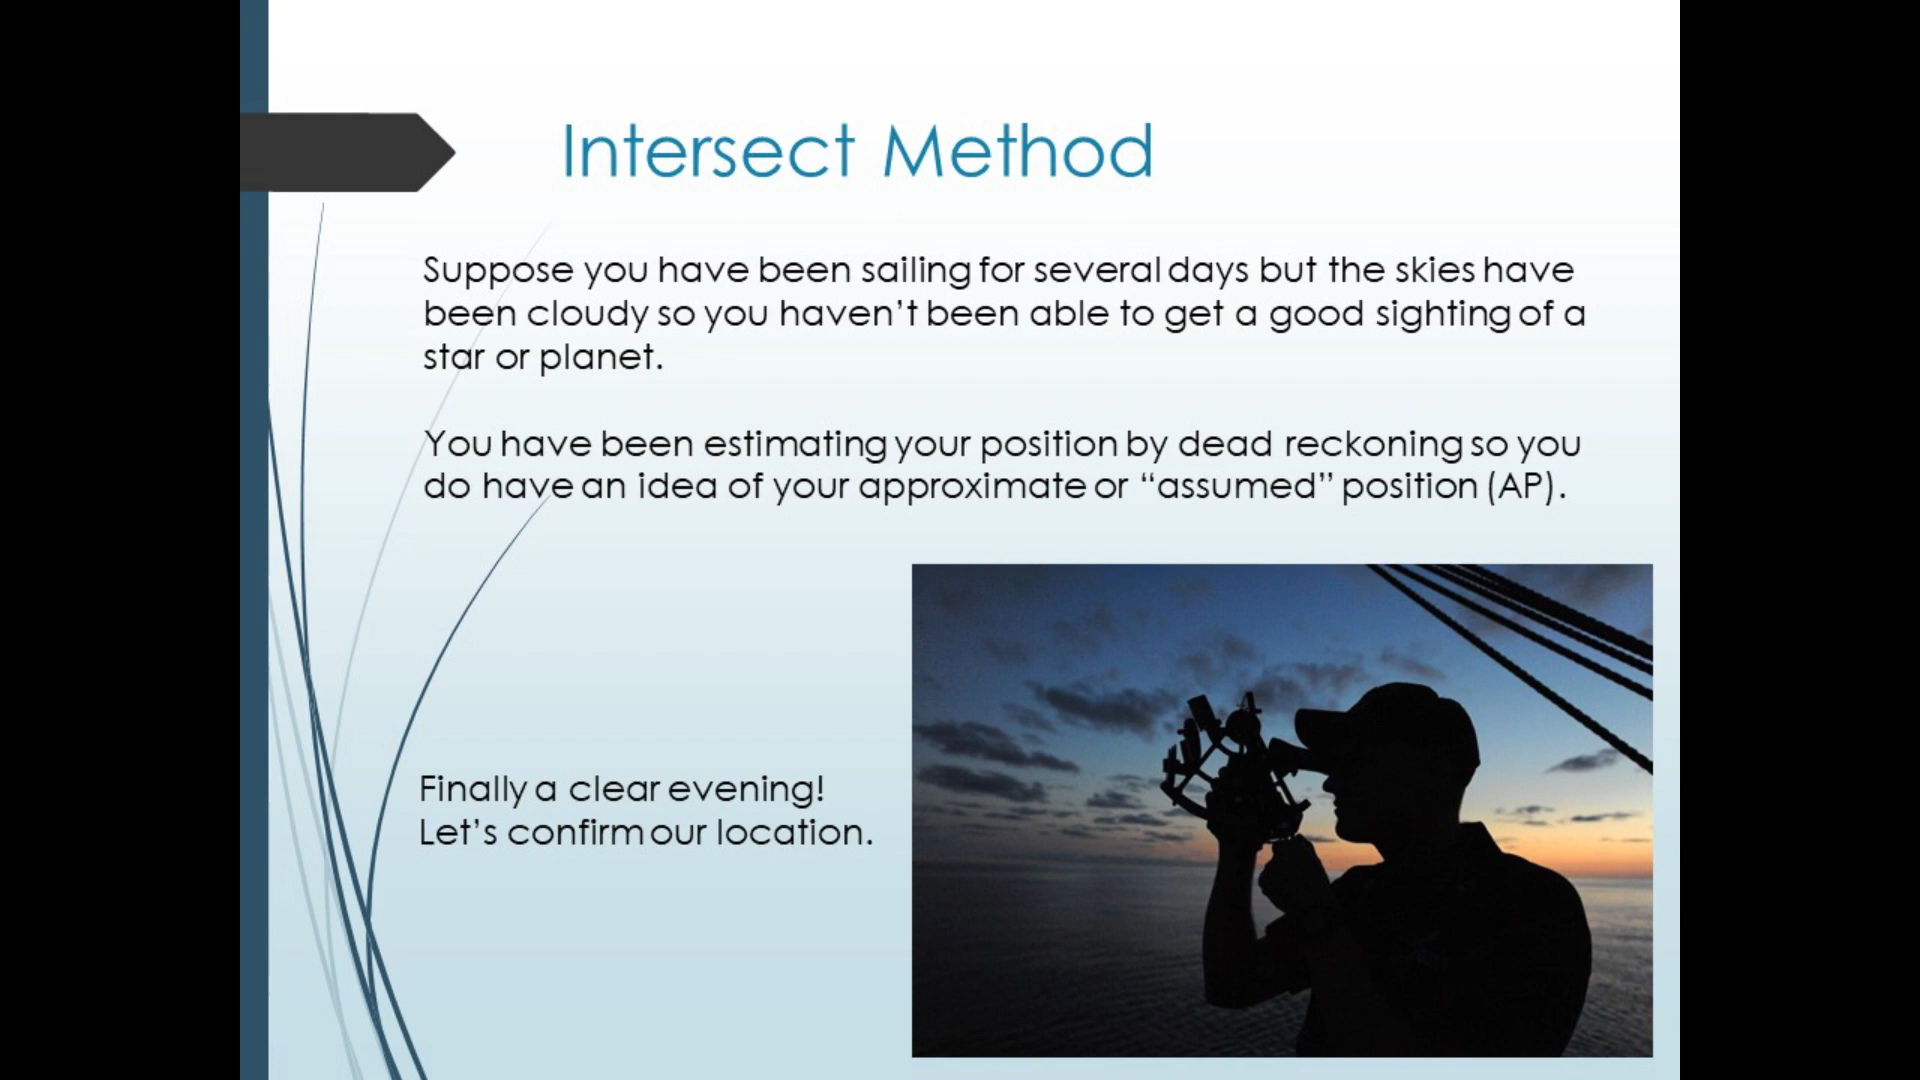 Intersect Method
Suppose you have been sailing for several days but the skies have
been cloudy so you haven’t been able to get a good sighting of a
star or planet.
You have been estimating your position by dead reckoning so you
do have an idea of your approximate or “assumed” position (AP).
Finally a clear evening!
Let’s confirm our location.